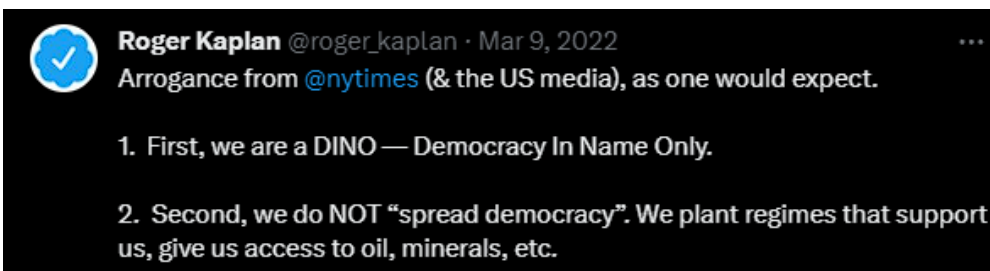 Roger Kaplan @roger_kaplan · Mar 9, 2022
Arrogance from @nytimes (& the US media), as one would expect.
1. First, we are a DINO — Democracy In Name Only.
2. Second, we do NOT “spread democracy”. We plant regimes that support
us, give us access to oil, minerals, etc.